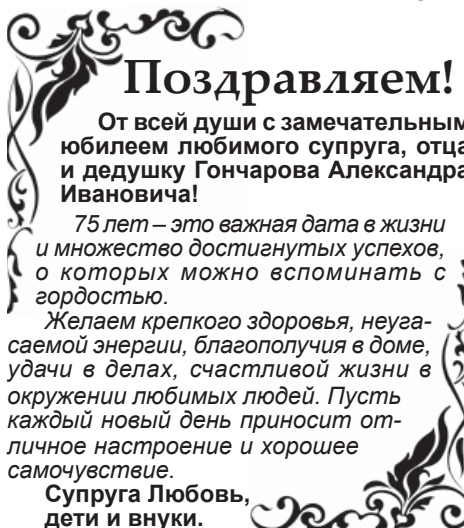 Поздравляем!
От всей души с замечательным
юбилеем любимого супруга, отца
и дедушку Гончарова Александра
Ивановича!
75 лет – это важная дата в жизни
и множество достигнутых успехов,
о которых можно вспоминать с
гордостью.
Желаем крепкого здоровья, неуга-
саемой энергии, благополучия в доме,
удачи в делах, счастливой жизни в
окружении любимых людей. Пусть
каждый новый день приносит от-
личное настроение и хорошее
самочувствие.
Супруга Любовь,
дети и внуки.